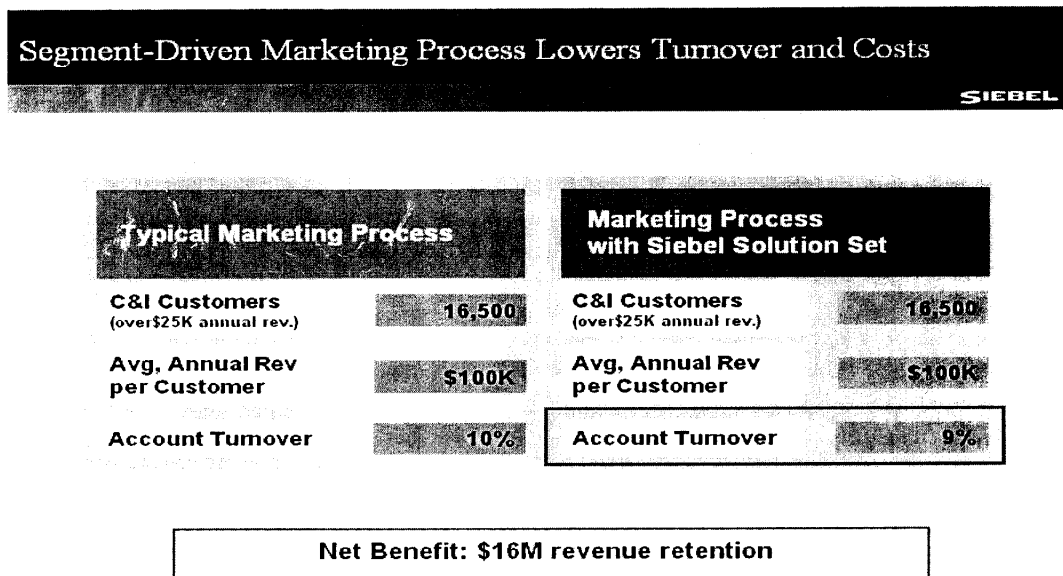 Segment-Driven Marketing Process Lowers Turnover and Costs
SIEBEL
Typical Marketing Process
C&I Customers
(over$25K annual rev.)
16,500
Avg, Annual Rev
per Customer
$100K
Account Turnover
10%
Marketing Process
with Siebel Solution Set
C&I Customers
(over$25K annual rev.)
16,500
Avg, Annual Rev
per Customer
$100K
Account Turnover
9%
Net Benefit: $16M revenue retention